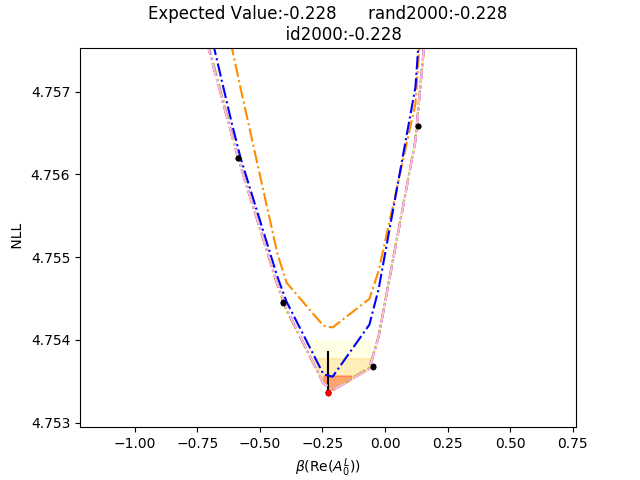 Expected Value:-0.228 rand2000:-0.228
id2000:-0.228
4.757
4.756
4.755
4.754
4.753
NLL
−1.00 −0.75 −0.50 −0.25 0.00 0.25 0.50 0.75
β(Re(A₀ᴸ))